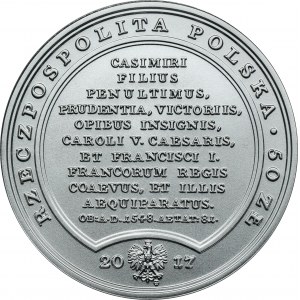 RZECZPOSPOLITA POLSKA · 50 ZŁ
CASIMIRI
FILIUS
PENULTIMUS,
PRUDENTIA, VICTORIIS,
OPIBUS INSIGNIS,
CAROLI V. CAESARIS,
ET FRANCISCI I.
FRANCORUM REGIS
COAEVUS, ET ILLIS
AEQUIPARATUS.
OB: A.D. 1548. AETAT: 81.
20 17